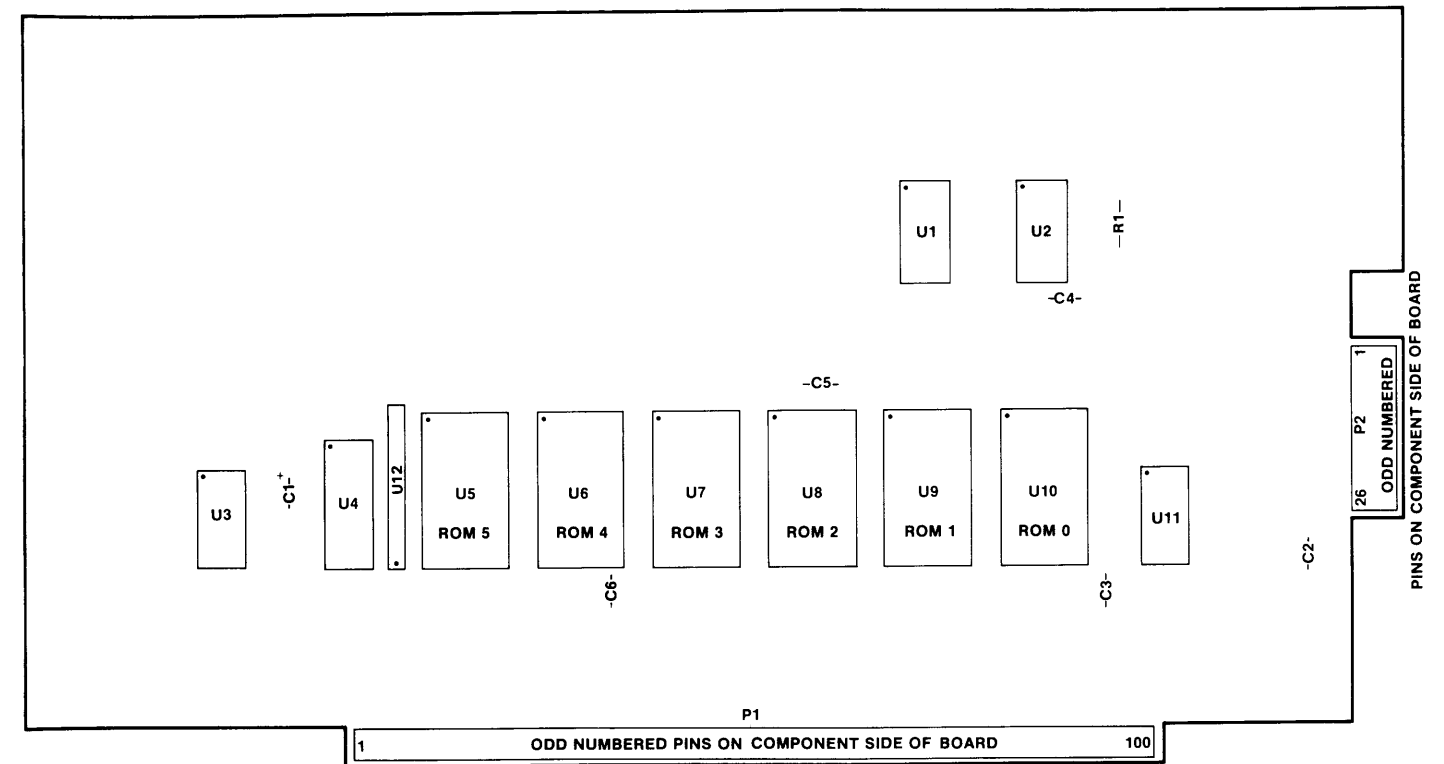 U1
U2
—R1—
-C4-
-C5-
U3
-C1-+
U4
U12
U5
ROM 5
U6
ROM 4
U7
ROM 3
U8
ROM 2
U9
ROM 1
U10
ROM 0
U11
-C6-
-C3-
-C2-
1
P2
26
ODD NUMBERED
PINS ON COMPONENT SIDE OF BOARD
P1
1 ODD NUMBERED PINS ON COMPONENT SIDE OF BOARD 100